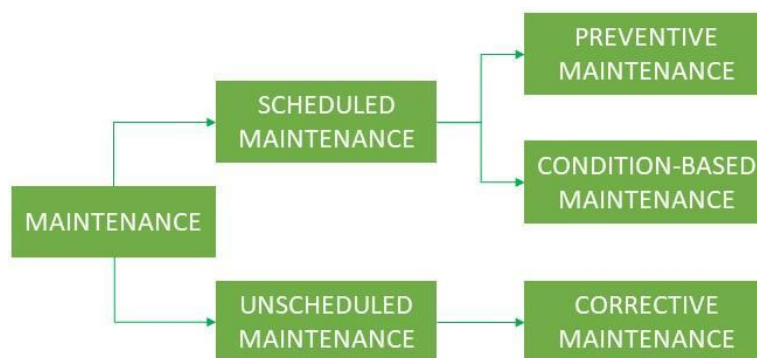 PREVENTIVE
MAINTENANCE
SCHEDULED
MAINTENANCE
CONDITION-BASED
MAINTENANCE
MAINTENANCE
UNSCHEDULED
MAINTENANCE
CORRECTIVE
MAINTENANCE